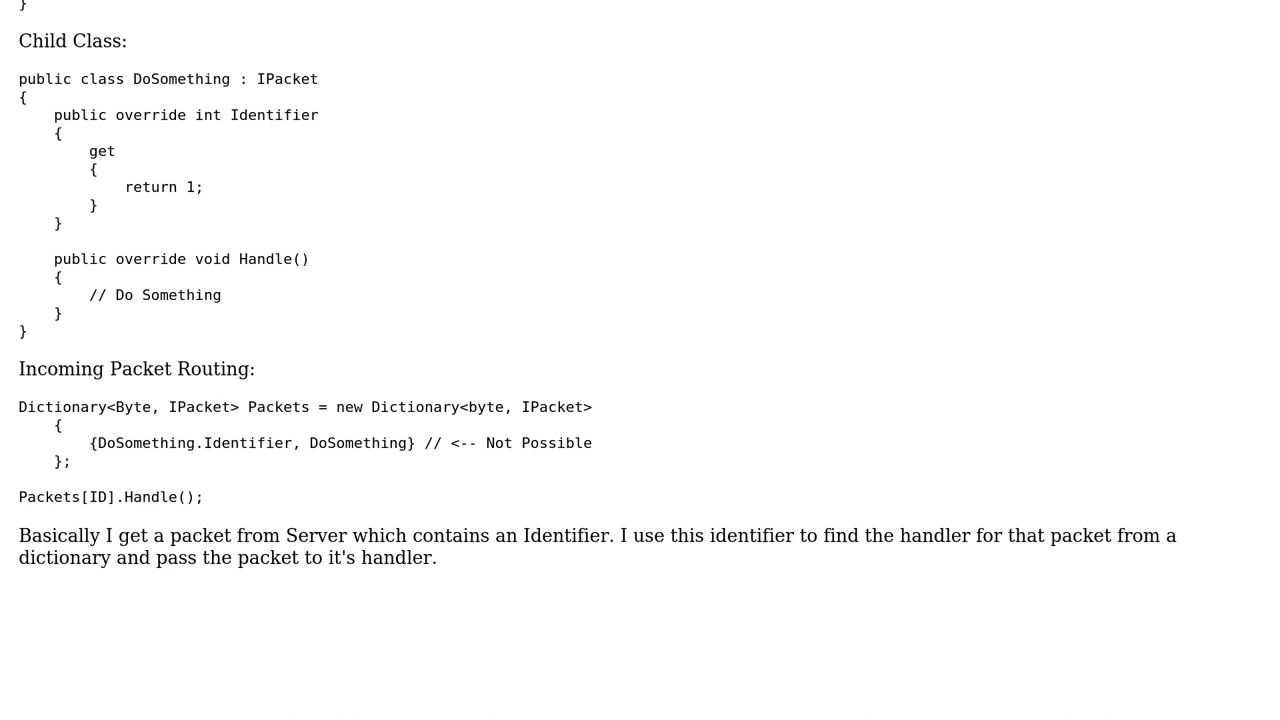 }
Child Class:
public class DoSomething : IPacket
{
    public override int Identifier
    {
        get
        {
            return 1;
        }
    }

    public override void Handle()
    {
        // Do Something
    }
}
Incoming Packet Routing:
Dictionary<Byte, IPacket> Packets = new Dictionary<byte, IPacket>
    {
        {DoSomething.Identifier, DoSomething} // <-- Not Possible
    };

Packets[ID].Handle();
Basically I get a packet from Server which contains an Identifier. I use this identifier to find the handler for that packet from a
dictionary and pass the packet to it's handler.